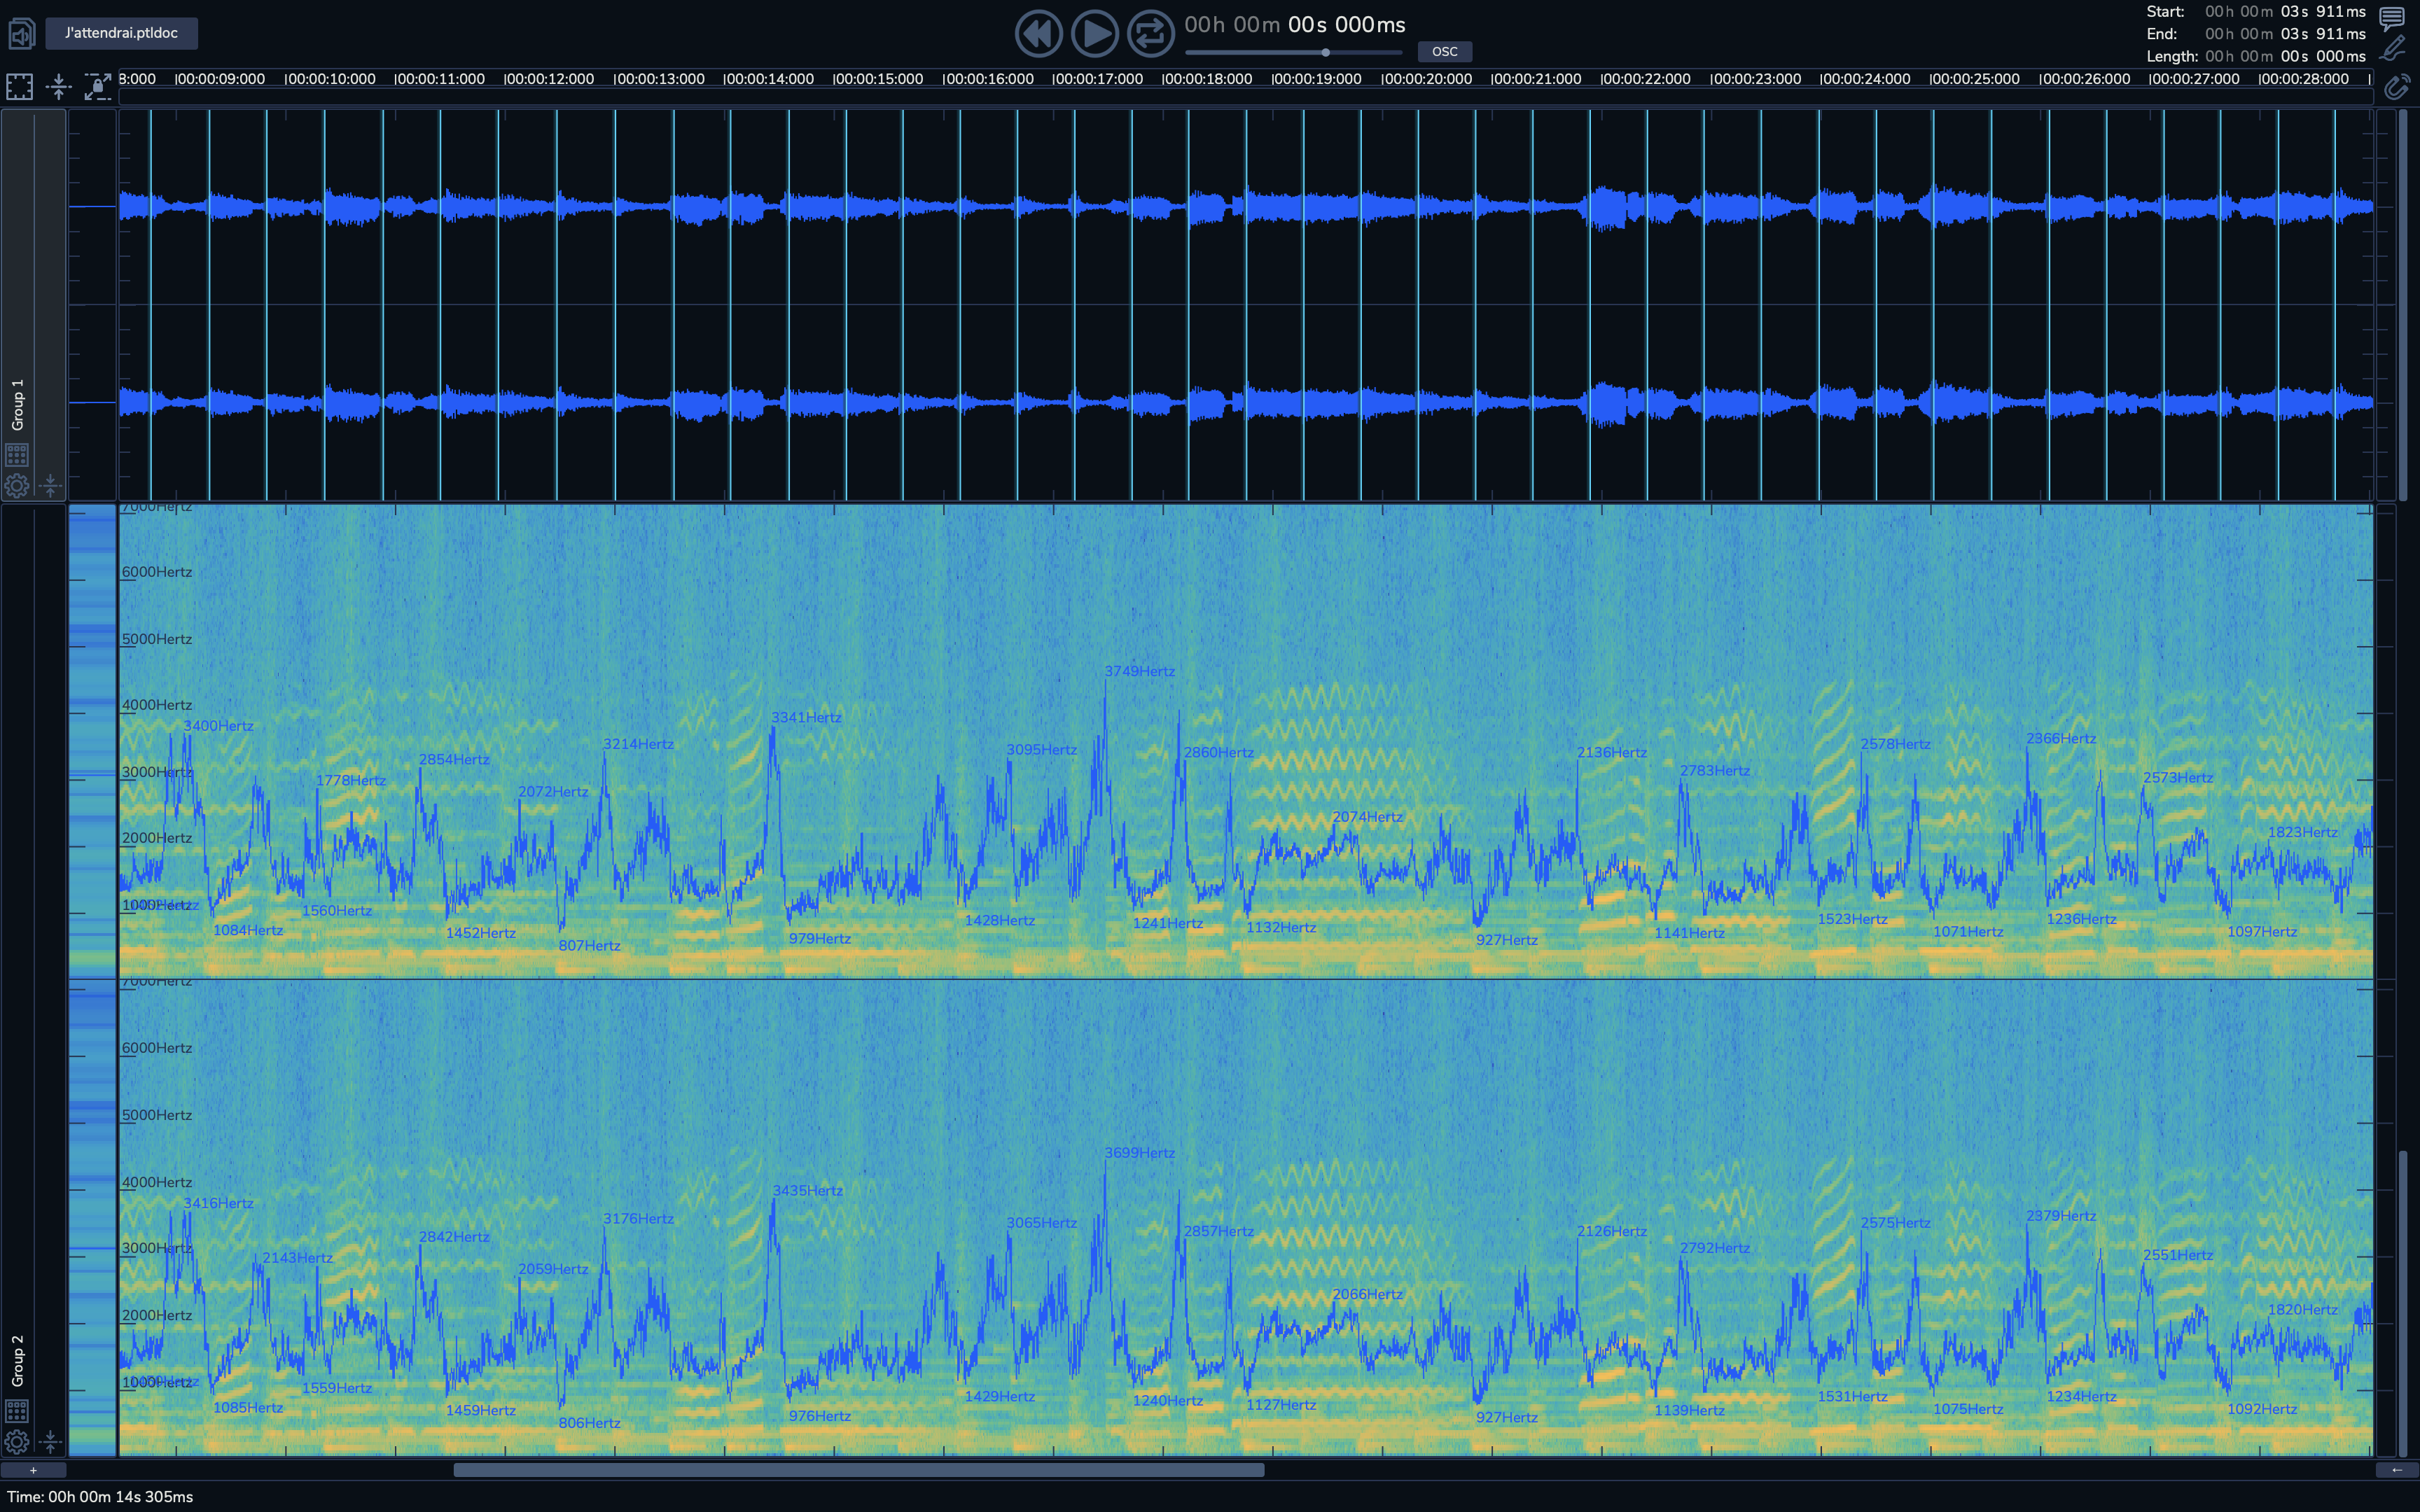 J'attendrai.ptldoc
00h 00m 00s 000ms
OSC
Start: 00h 00m 03s 911ms
End: 00h 00m 03s 911ms
Length: 00h 00m 00s 000ms
8:000 00:00:09:000 00:00:10:000 00:00:11:000 00:00:12:000 00:00:13:000 00:00:14:000 00:00:15:000 00:00:16:000 00:00:17:000 00:00:18:000 00:00:19:000 00:00:20:000 00:00:21:000 00:00:22:000 00:00:23:000 00:00:24:000 00:00:25:000 00:00:26:000 00:00:27:000 00:00:28:000
Group 1
7000Hertz
6000Hertz
5000Hertz
3749Hertz
4000Hertz
3400Hertz 3341Hertz
3214Hertz 3095Hertz 2860Hertz 2136Hertz 2578Hertz 2366Hertz
2854Hertz
3000Hertz 1778Hertz 2783Hertz 2573Hertz
2072Hertz
2074Hertz
2000Hertz 1823Hertz
1560Hertz
1084Hertz 1452Hertz 807Hertz 979Hertz 1428Hertz 1241Hertz 1132Hertz 927Hertz 1141Hertz 1523Hertz 1071Hertz 1236Hertz 1097Hertz
7000Hertz
6000Hertz
5000Hertz
3699Hertz
4000Hertz
3416Hertz 3435Hertz
3176Hertz 3065Hertz 2857Hertz 2126Hertz 2575Hertz 2379Hertz
2842Hertz
3000Hertz 2143Hertz 2792Hertz 2551Hertz
2059Hertz
2066Hertz
2000Hertz 1820Hertz
1559Hertz
1085Hertz 1459Hertz 806Hertz 976Hertz 1429Hertz 1240Hertz 1127Hertz 927Hertz 1139Hertz 1531Hertz 1075Hertz 1234Hertz 1092Hertz
Group 2
+
←
Time: 00h 00m 14s 305ms